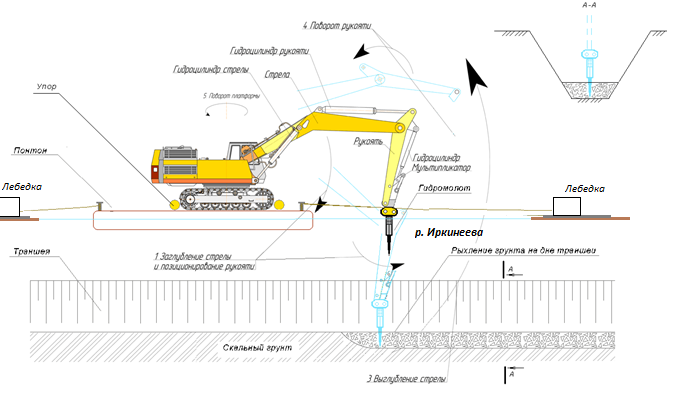 А-А
4. Поворот рукояти
Гидроцилиндр рукояти
Гидроцилиндр стрелы
Стрела
Упор
5 Поворот платформы
Понтон
Рукоять
Гидроцилиндр
Мультипликатор
Лебедка
Гидромолот
Лебедка
р. Иркинеева
Траншея
1 Заглубление стрелы
и позиционирование рукояти
Рыхление грунта на дне траншеи
А
Скальный грунт
А
3.Выглубление стрелы